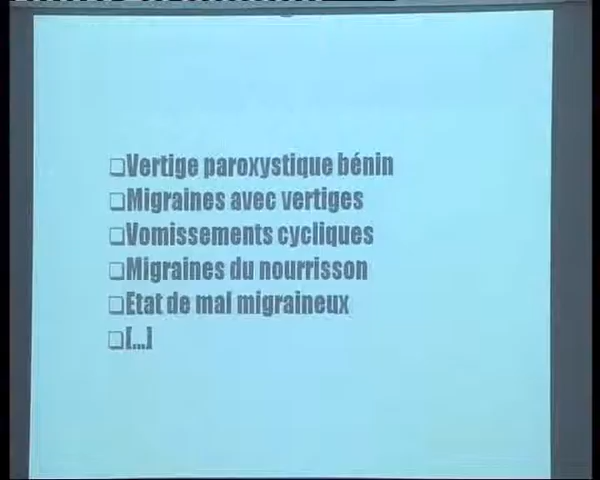 ❏Vertige paroxystique bénin
❏Migraines avec vertiges
❏Vomissements cycliques
❏Migraines du nourrisson
❏Etat de mal migraineux
❏[...]